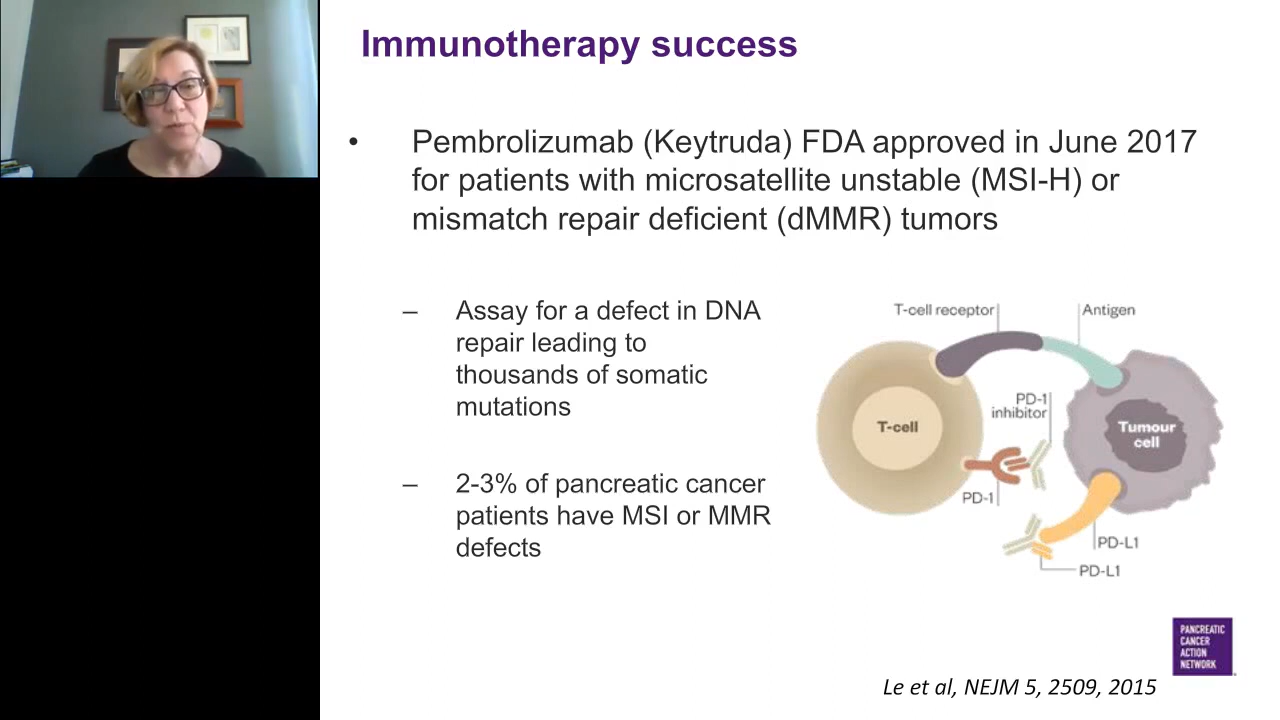 Immunotherapy success
• Pembrolizumab (Keytruda) FDA approved in June 2017
for patients with microsatellite unstable (MSI-H) or
mismatch repair deficient (dMMR) tumors
– Assay for a defect in DNA
repair leading to
thousands of somatic
mutations
– 2-3% of pancreatic cancer
patients have MSI or MMR
defects
T-cell receptor
Antigen
PD-1
inhibitor
T-cell
Tumour
cell
PD-1
PD-L1
PD-L1
PANCREATIC
CANCER
ACTION
NETWORK
Le et al, NEJM 5, 2509, 2015